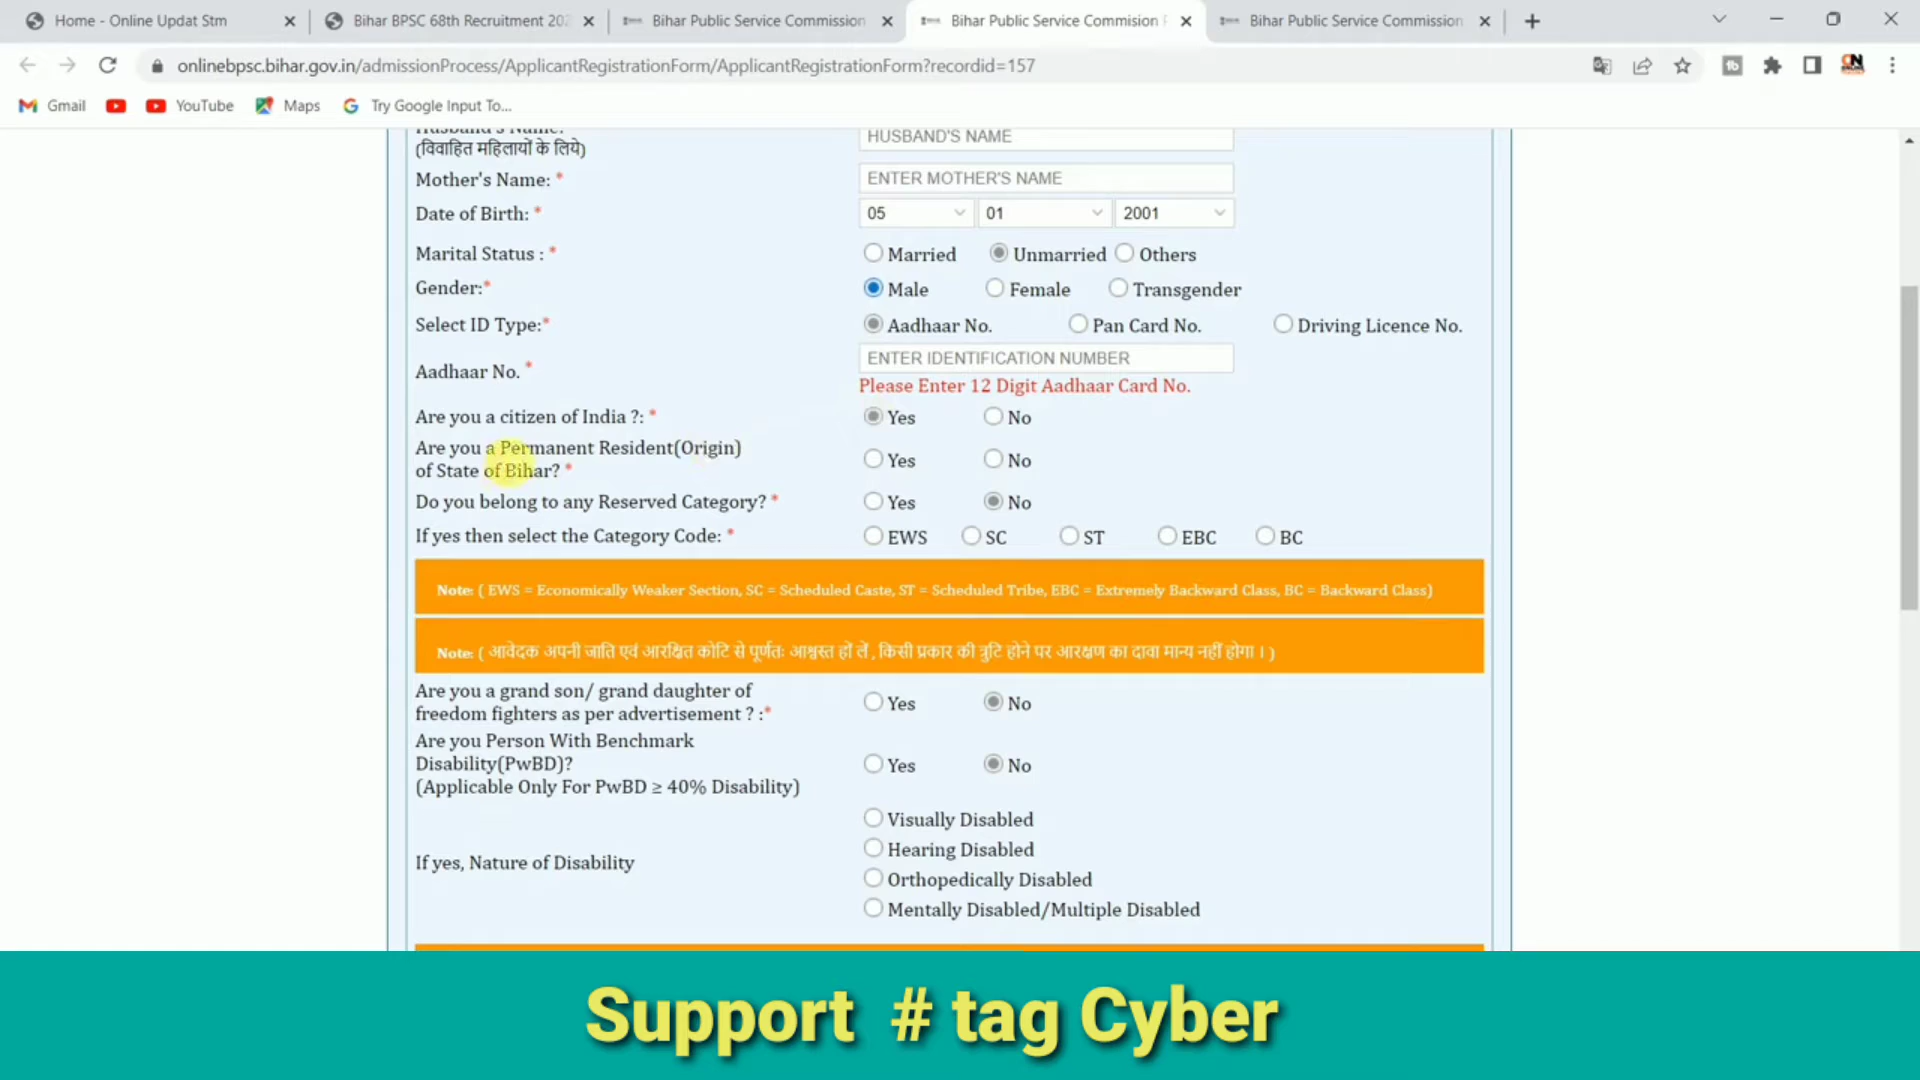 Home - Online Updat Stm
Bihar BPSC 68th Recruitment 202
Bihar Public Service Commission
Bihar Public Service Commision F
Bihar Public Service Commission
onlinebpsc.bihar.gov.in/admissionProcess/ApplicantRegistrationForm/ApplicantRegistrationForm?recordid=157
Gmail
YouTube
Maps
Try Google Input To...
Husband's Name:
HUSBAND'S NAME
(विवाहित महिलायों के लिये)
Mother's Name: *
ENTER MOTHER'S NAME
Date of Birth: *
05 01 2001
Marital Status : *
Married Unmarried Others
Gender:*
Male Female Transgender
Select ID Type:*
Aadhaar No. Pan Card No. Driving Licence No.
Aadhaar No. *
ENTER IDENTIFICATION NUMBER
Please Enter 12 Digit Aadhaar Card No.
Are you a citizen of India ?: *
Yes No
Are you a Permanent Resident(Origin)
of State of Bihar? *
Yes No
Do you belong to any Reserved Category? *
Yes No
If yes then select the Category Code: *
EWS SC ST EBC BC
Note: ( EWS = Economically Weaker Section, SC = Scheduled Caste, ST = Scheduled Tribe, EBC = Extremely Backward Class, BC = Backward Class)
Note: ( आवेदक अपनी जाति एवं आरक्षित कोटि से पूर्णतः आश्वस्त हों लें , किसी प्रकार की त्रुटि होने पर आरक्षण का दावा मान्य नहीं होगा । )
Are you a grand son/ grand daughter of
freedom fighters as per advertisement ? :*
Yes No
Are you Person With Benchmark
Disability(PwBD)?
(Applicable Only For PwBD ≥ 40% Disability)
Yes No
If yes, Nature of Disability
Visually Disabled
Hearing Disabled
Orthopedically Disabled
Mentally Disabled/Multiple Disabled
Support # tag Cyber